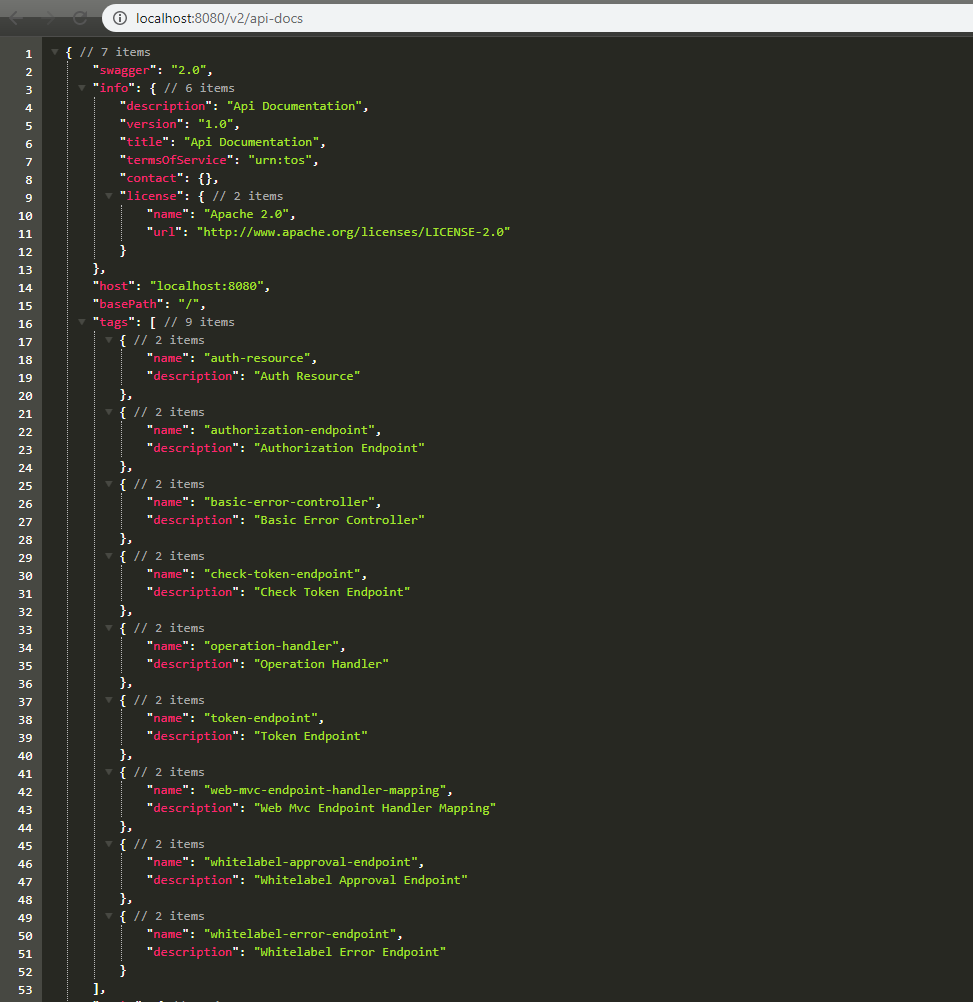 localhost:8080/v2/api-docs
1 { // 7 items
2 "swagger": "2.0",
3 "info": { // 6 items
4 "description": "Api Documentation",
5 "version": "1.0",
6 "title": "Api Documentation",
7 "termsOfService": "urn:tos",
8 "contact": {},
9 "license": { // 2 items
10 "name": "Apache 2.0",
11 "url": "http://www.apache.org/licenses/LICENSE-2.0"
12 }
13 },
14 "host": "localhost:8080",
15 "basePath": "/",
16 "tags": [ // 9 items
17 { // 2 items
18 "name": "auth-resource",
19 "description": "Auth Resource"
20 },
21 { // 2 items
22 "name": "authorization-endpoint",
23 "description": "Authorization Endpoint"
24 },
25 { // 2 items
26 "name": "basic-error-controller",
27 "description": "Basic Error Controller"
28 },
29 { // 2 items
30 "name": "check-token-endpoint",
31 "description": "Check Token Endpoint"
32 },
33 { // 2 items
34 "name": "operation-handler",
35 "description": "Operation Handler"
36 },
37 { // 2 items
38 "name": "token-endpoint",
39 "description": "Token Endpoint"
40 },
41 { // 2 items
42 "name": "web-mvc-endpoint-handler-mapping",
43 "description": "Web Mvc Endpoint Handler Mapping"
44 },
45 { // 2 items
46 "name": "whitelabel-approval-endpoint",
47 "description": "Whitelabel Approval Endpoint"
48 },
49 { // 2 items
50 "name": "whitelabel-error-endpoint",
51 "description": "Whitelabel Error Endpoint"
52 }
53 ],